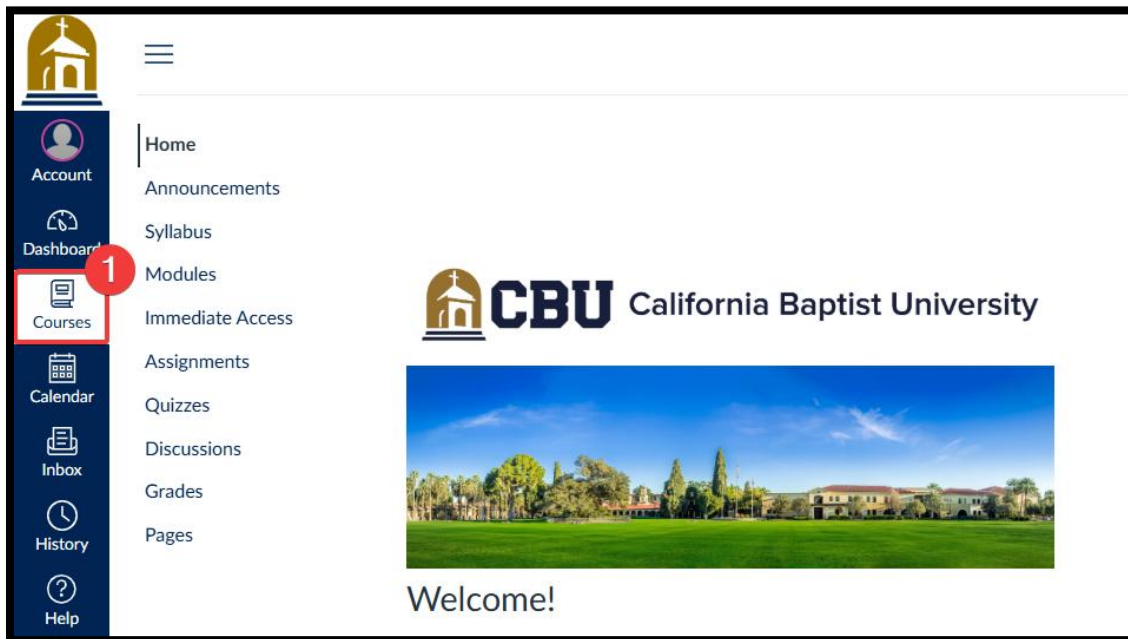 Account
Dashboard
1
Courses
Calendar
Inbox
History
Help
Home
Announcements
Syllabus
Modules
Immediate Access
Assignments
Quizzes
Discussions
Grades
Pages
CBU California Baptist University
Welcome!